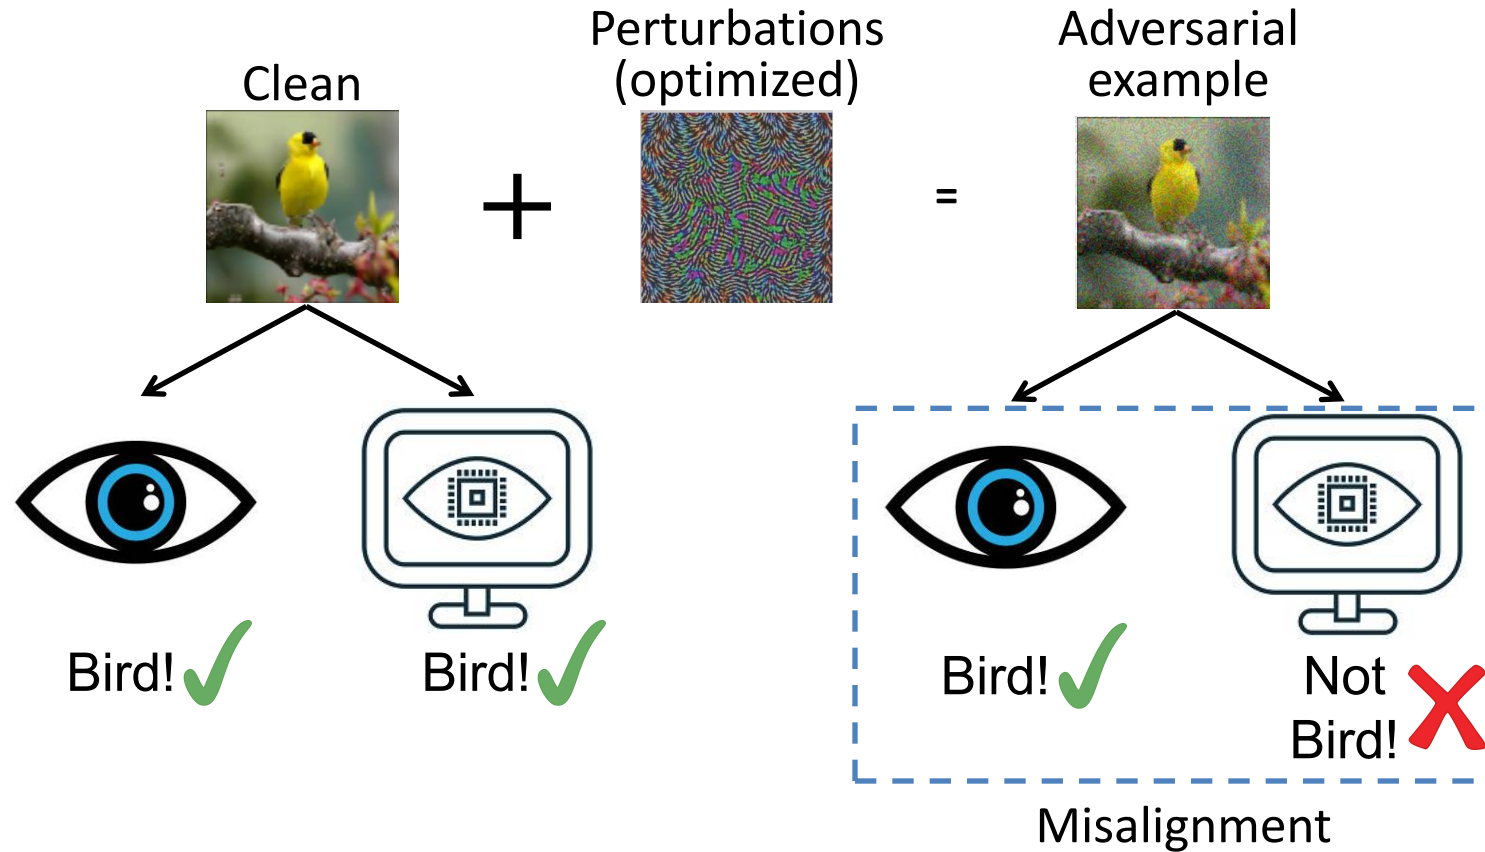 Clean
Perturbations
(optimized)
Adversarial
example
+
=
Bird!
Bird!
Bird!
Not
Bird!
Misalignment